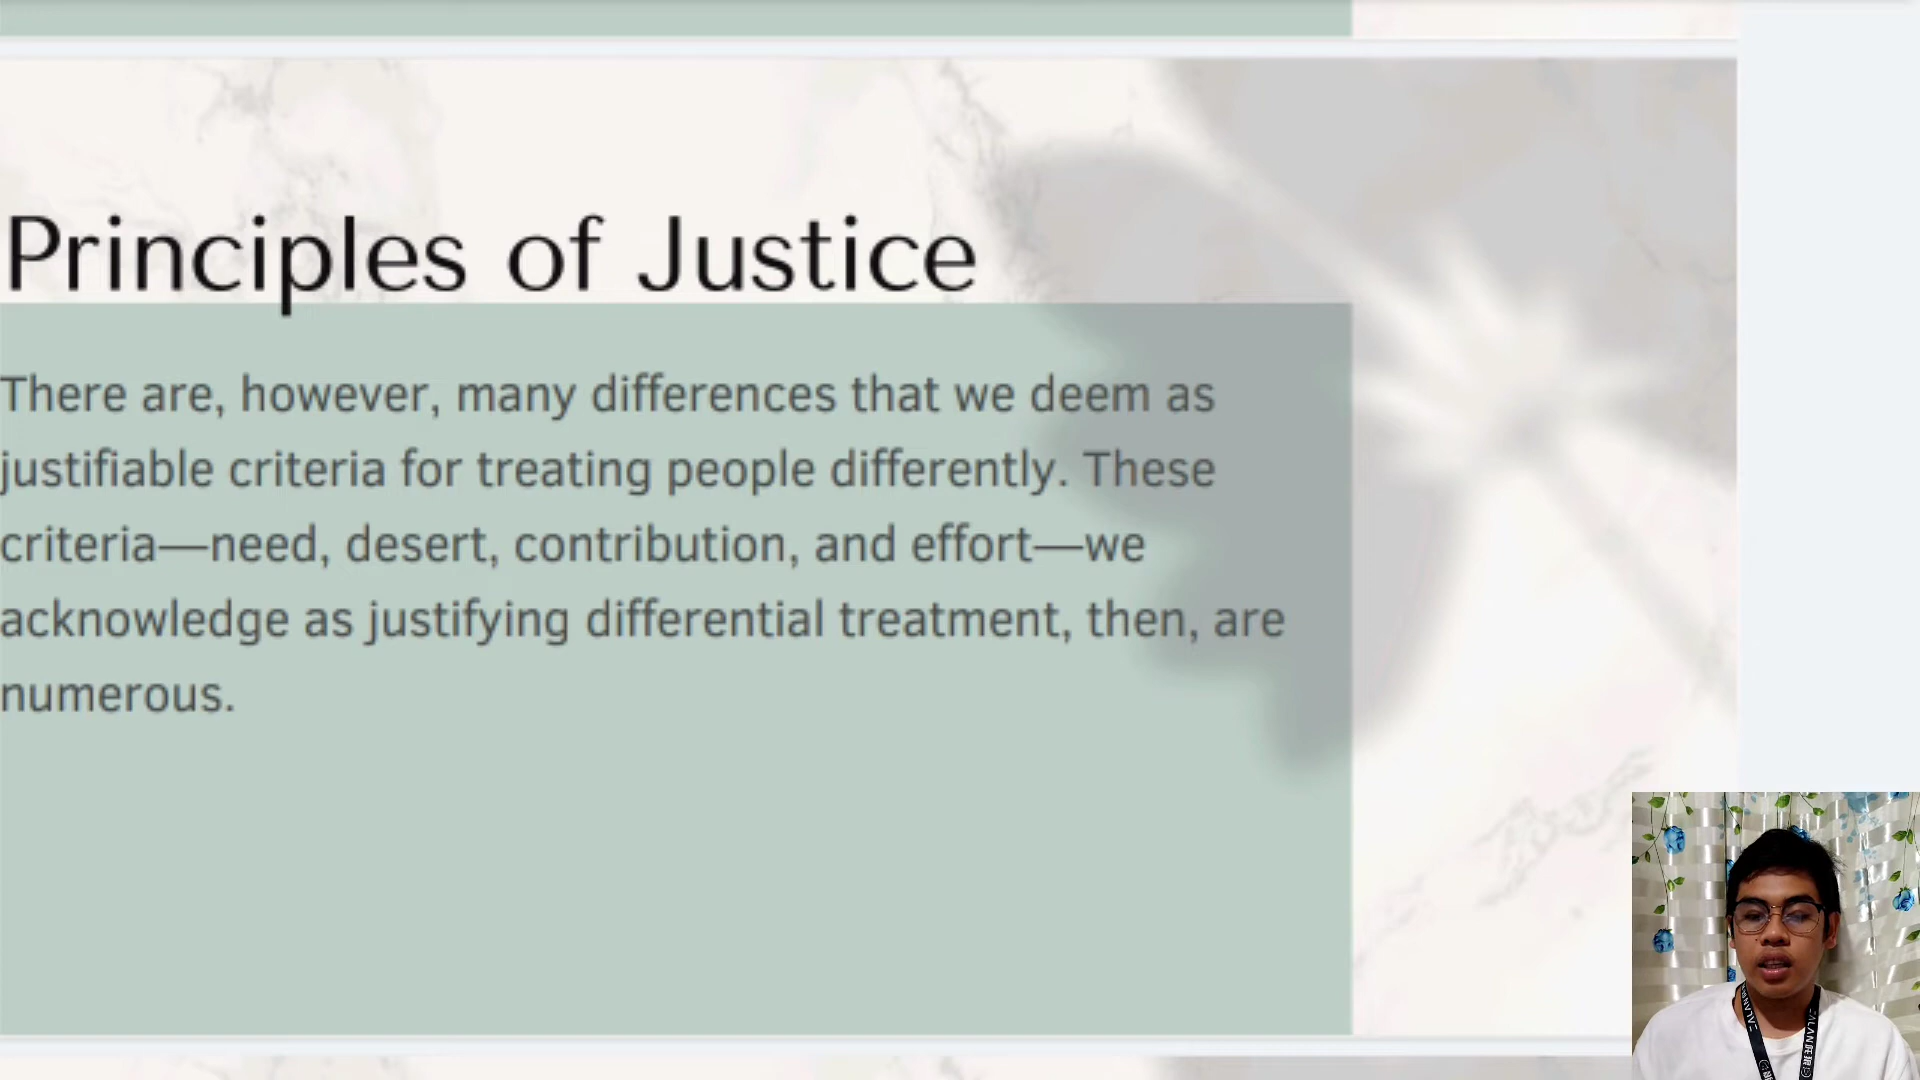 Principles of Justice
There are, however, many differences that we deem as
justifiable criteria for treating people differently. These
criteria—need, desert, contribution, and effort—we
acknowledge as justifying differential treatment, then, are
numerous.